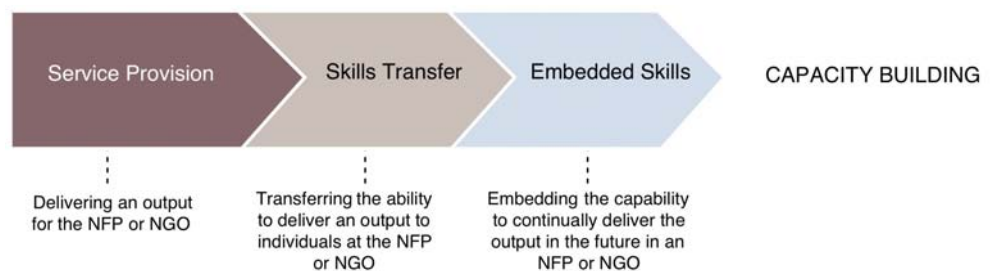 Service Provision
Skills Transfer
Embedded Skills
CAPACITY BUILDING
Delivering an output
for the NFP or NGO
Transferring the ability
to deliver an output to
individuals at the NFP
or NGO
Embedding the capability
to continually deliver the
output in the future in an
NFP or NGO